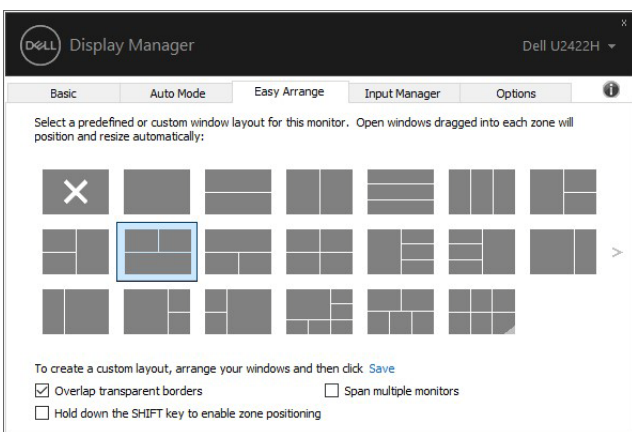 x
DELL Display Manager Dell U2422H
Basic Auto Mode Easy Arrange Input Manager Options i
Select a predefined or custom window layout for this monitor. Open windows dragged into each zone will
position and resize automatically:
>
To create a custom layout, arrange your windows and then click Save
Overlap transparent borders Span multiple monitors
Hold down the SHIFT key to enable zone positioning